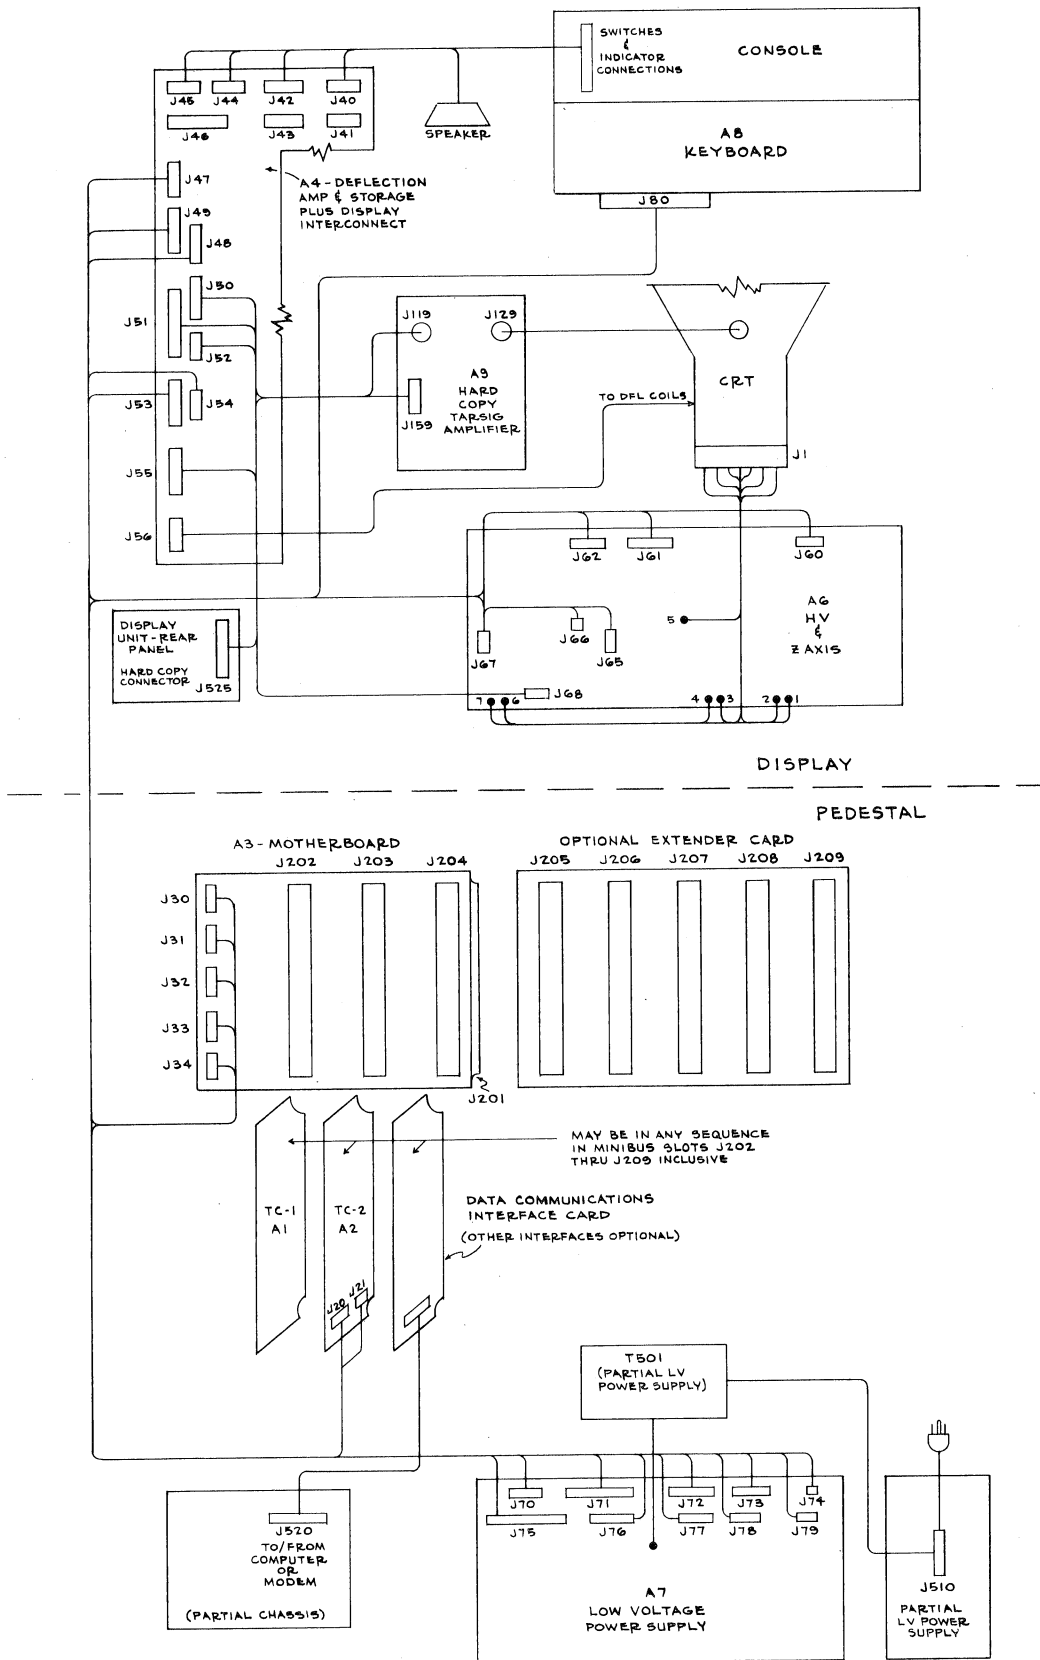 SWITCHES
&
INDICATOR
CONNECTIONS
CONSOLE
A8
KEYBOARD
J80
J45
J44
J42
J40
J46
J43
J41
SPEAKER
J47
A4-DEFLECTION
AMP & STORAGE
PLUS DISPLAY
INTERCONNECT
J49
J48
J50
J51
J52
J53
J54
J55
J56
J119
J129
A9
HARD
COPY
TARSIG
AMPLIFIER
J159
CRT
TO DFL COILS
J1
J62
J61
J60
A6
HV
&
Z AXIS
5
J66
J67
J65
J68
7
6
4
3
2
1
DISPLAY
UNIT-REAR
PANEL
HARD COPY
CONNECTOR
J525
DISPLAY
PEDESTAL
A3-MOTHERBOARD
J202
J203
J204
OPTIONAL EXTENDER CARD
J205
J206
J207
J208
J209
J30
J31
J32
J33
J34
J201
MAY BE IN ANY SEQUENCE
IN MINIBUS SLOTS J202
THRU J209 INCLUSIVE
TC-1
A1
TC-2
A2
DATA COMMUNICATIONS
INTERFACE CARD
(OTHER INTERFACES OPTIONAL)
J20
J21
T501
(PARTIAL LV
POWER SUPPLY)
J70
J71
J72
J73
J74
J75
J76
J77
J78
J79
A7
LOW VOLTAGE
POWER SUPPLY
J520
TO/FROM
COMPUTER
OR
MODEM
(PARTIAL CHASSIS)
J510
PARTIAL
LV POWER
SUPPLY